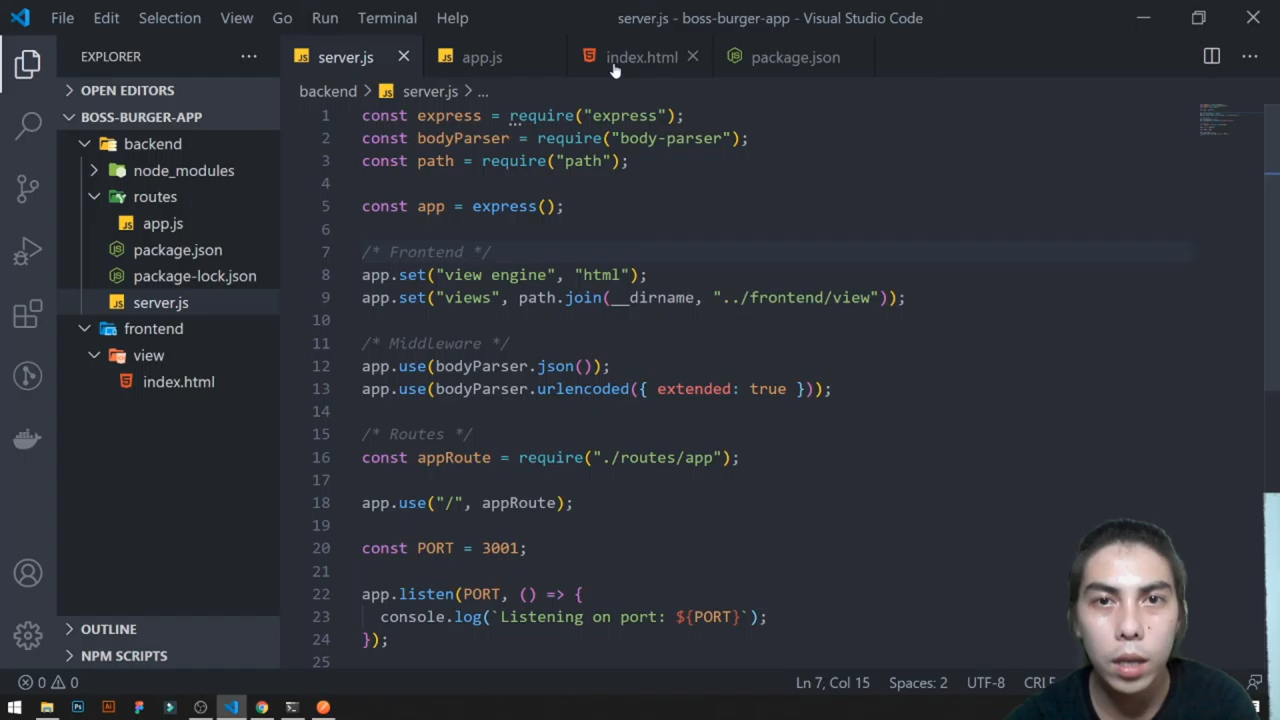 File Edit Selection View Go Run Terminal Help server.js - boss-burger-app - Visual Studio Code
EXPLORER
OPEN EDITORS
BOSS-BURGER-APP
backend
node_modules
routes
app.js
package.json
package-lock.json
server.js
frontend
view
index.html
OUTLINE
NPM SCRIPTS
server.js app.js index.html package.json
backend > server.js > ...
1 const express = require("express");
2 const bodyParser = require("body-parser");
3 const path = require("path");
4
5 const app = express();
6
7 /* Frontend */
8 app.set("view engine", "html");
9 app.set("views", path.join(__dirname, "../frontend/view"));
10
11 /* Middleware */
12 app.use(bodyParser.json());
13 app.use(bodyParser.urlencoded({ extended: true }));
14
15 /* Routes */
16 const appRoute = require("./routes/app");
17
18 app.use("/", appRoute);
19
20 const PORT = 3001;
21
22 app.listen(PORT, () => {
23 console.log(`Listening on port: ${PORT}`);
24 });
25
0 0 Ln 7, Col 15 Spaces: 2 UTF-8
Ps Ai